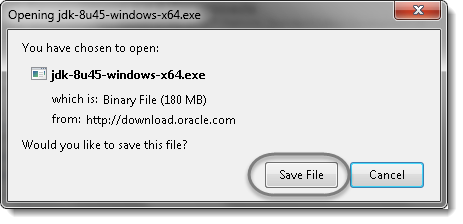 Opening jdk-8u45-windows-x64.exe
You have chosen to open:
jdk-8u45-windows-x64.exe
which is: Binary File (180 MB)
from: http://download.oracle.com
Would you like to save this file?
Save File Cancel